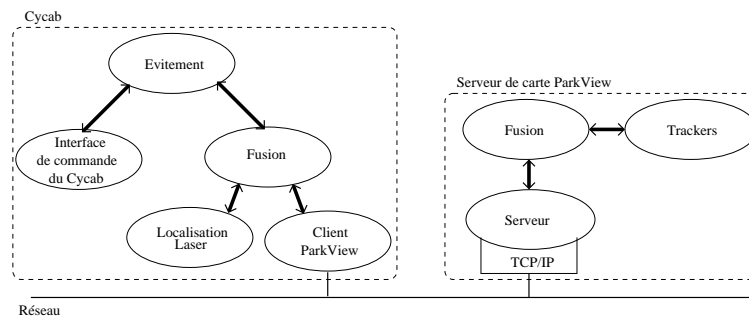 Cycab
Evitement
Interface
de commande
du Cycab
Fusion
Localisation
Laser
Client
ParkView
Serveur de carte ParkView
Fusion
Trackers
Serveur
TCP/IP
Réseau